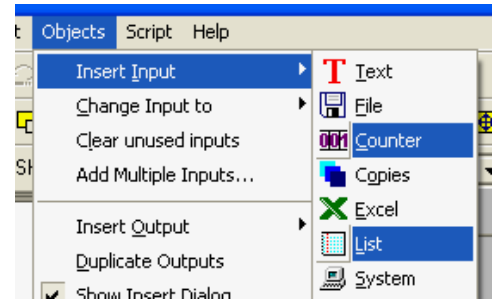 Objects Script Help
Insert Input
Change Input to
Clear unused inputs
Add Multiple Inputs...
Insert Output
Duplicate Outputs
Show Insert Dialog
T Text
File
001 Counter
Copies
Excel
List
System